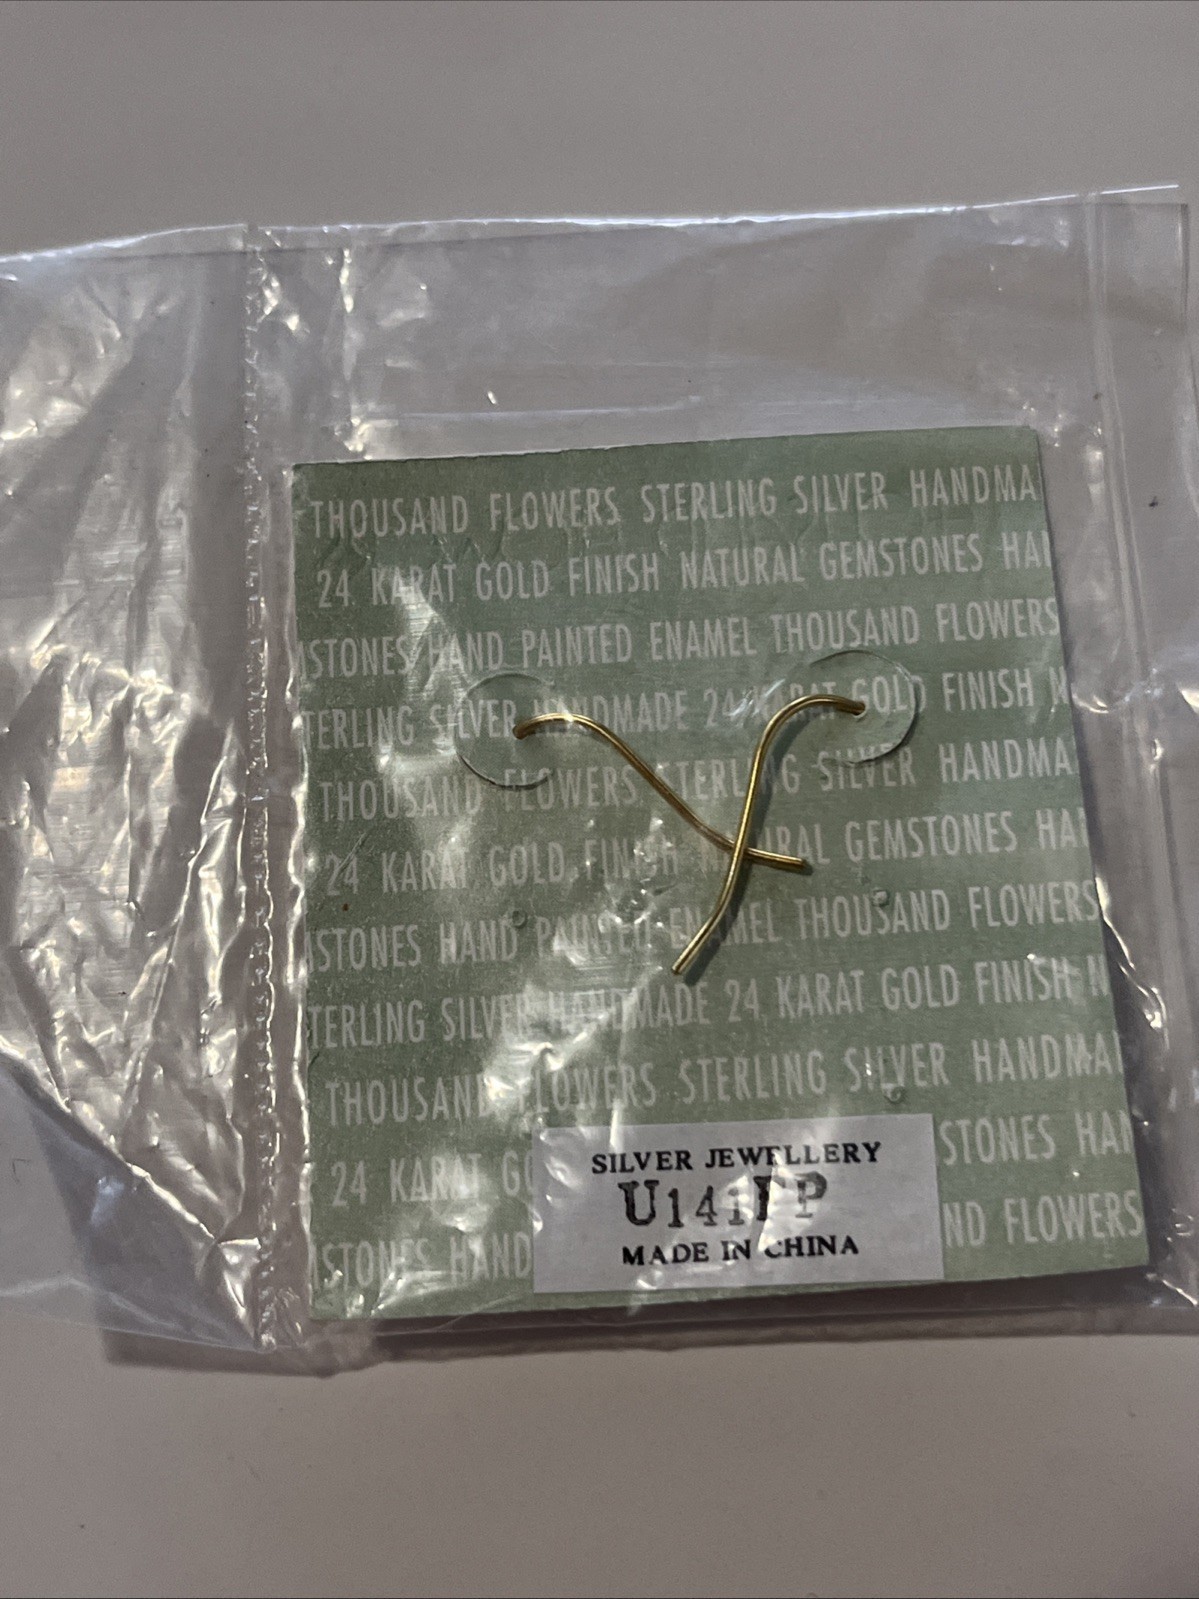 THOUSAND FLOWERS STERLING SILVER HANDMA
24 KARAT GOLD FINISH NATURAL GEMSTONES HA
STONES HAND PAINTED ENAMEL THOUSAND FLOWERS
TERLING SILVER HANDMADE 24 KARAT GOLD FINISH N
THOUSAND FLOWERS STERLING SILVER HANDMA
24 KARAT GOLD FINISH NATURAL GEMSTONES HA
STONES HAND PAINTED ENAMEL THOUSAND FLOWERS
TERLING SILVER HANDMADE 24 KARAT GOLD FINISH N
THOUSAND FLOWERS STERLING SILVER HANDMA
24 KARAT GO STONES HA
STONES HAND ND FLOWERS
SILVER JEWELLERY
U141FP
MADE IN CHINA